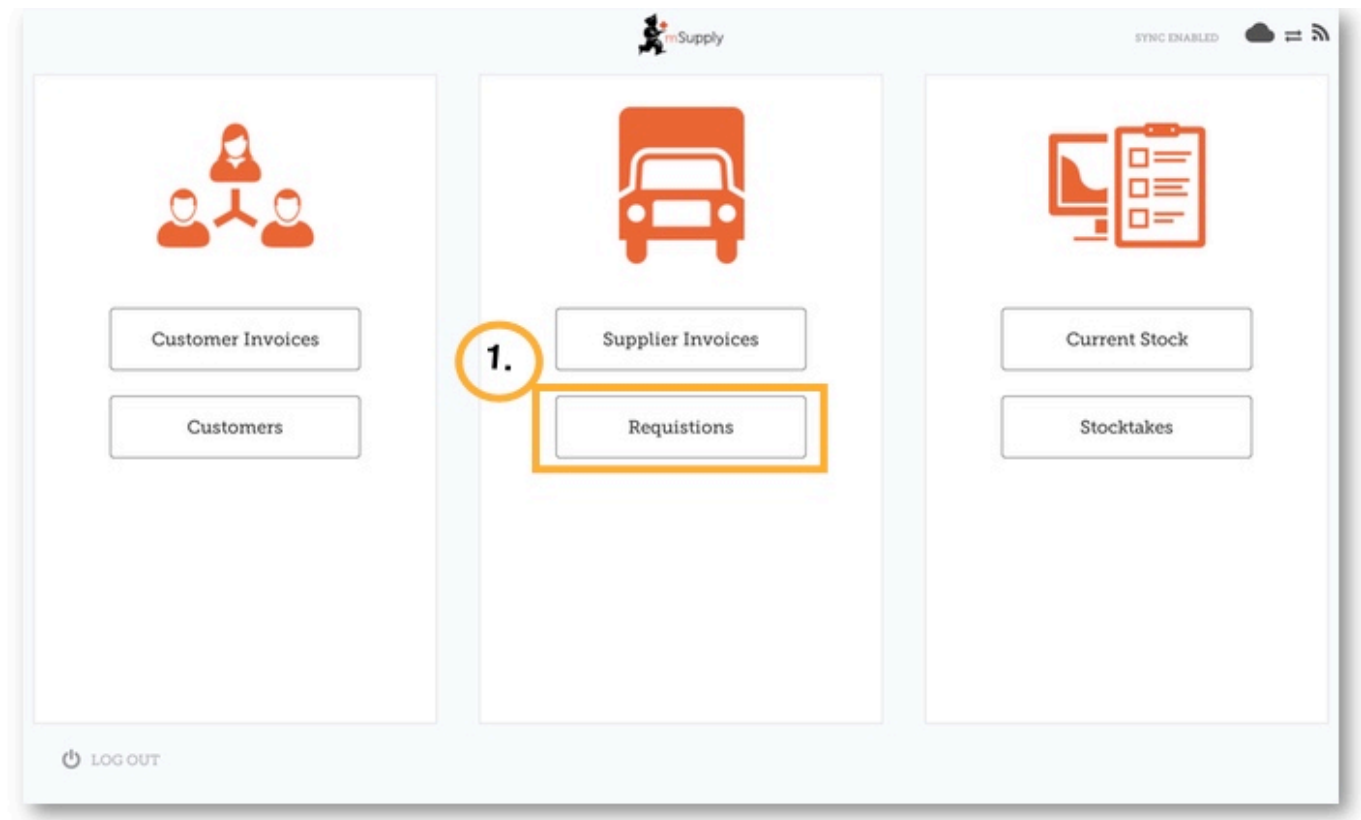 mSupply
SYNC ENABLED
Customer Invoices
Customers
1.
Supplier Invoices
Requistions
Current Stock
Stocktakes
LOG OUT